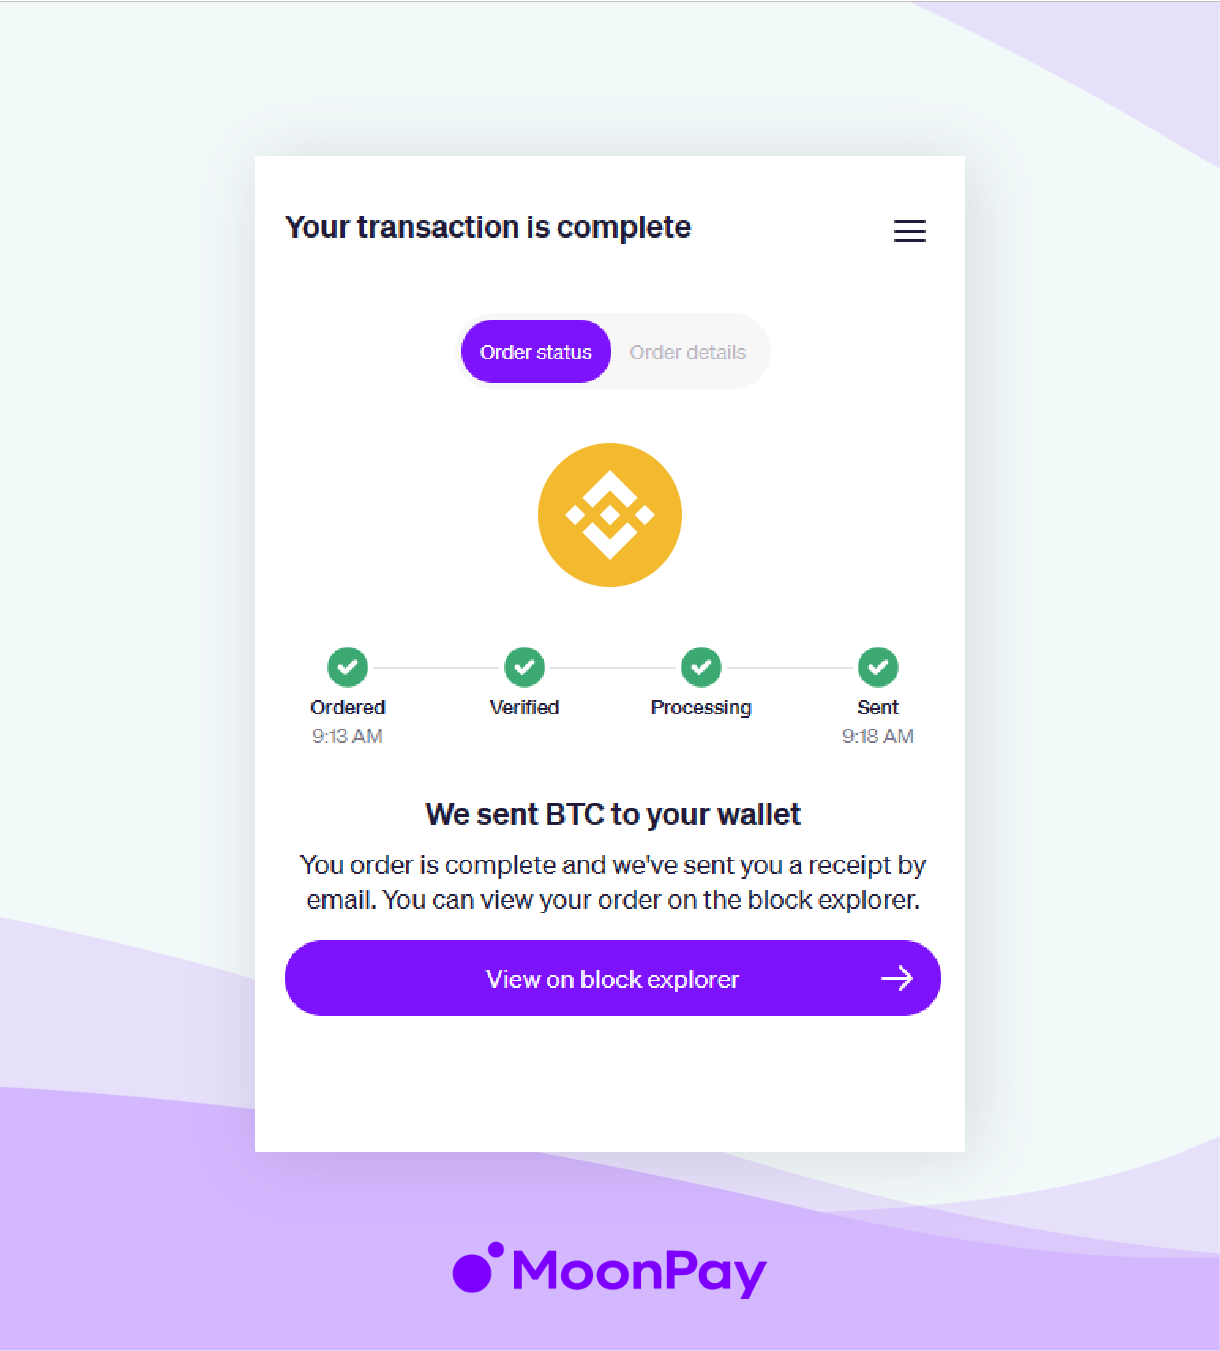 Your transaction is complete
Order status Order details
Ordered Verified Processing Sent
9:13 AM 9:18 AM
We sent BTC to your wallet
You order is complete and we've sent you a receipt by
email. You can view your order on the block explorer.
View on block explorer
MoonPay